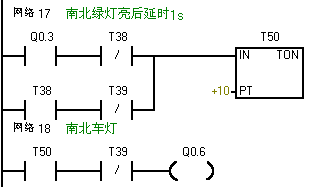 网络 17 南北绿灯亮后延时1s
Q0.3 T38 T50
/ IN TON
T38 T39
/ +10 PT
网络 18 南北车灯
T50 T39 Q0.6
/